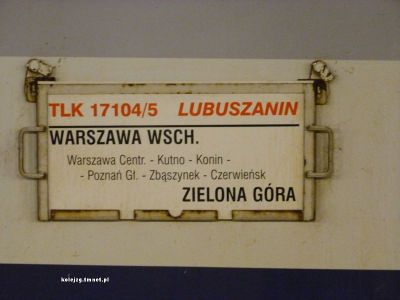 TLK 17104/5 LUBUSZANIN
WARSZAWA WSCH.
Warszawa Centr. - Kutno - Konin -
- Poznań Gł. - Zbąszynek - Czerwieńsk
ZIELONA GÓRA
kolejzg.tmnet.pl